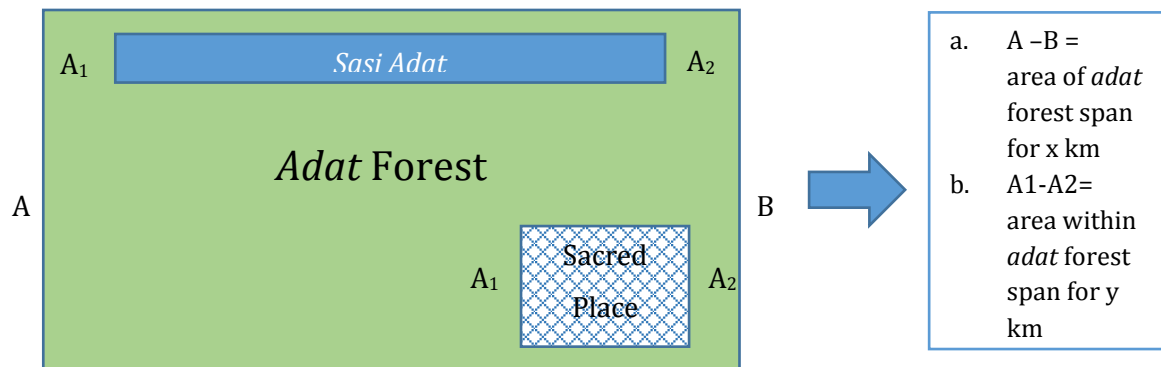 A₁
Sasi Adat
A₂
Adat Forest
A
B
A₁
Sacred
Place
A₂
a. A –B =
area of adat
forest span
for x km
b. A1-A2=
area within
adat forest
span for y
km